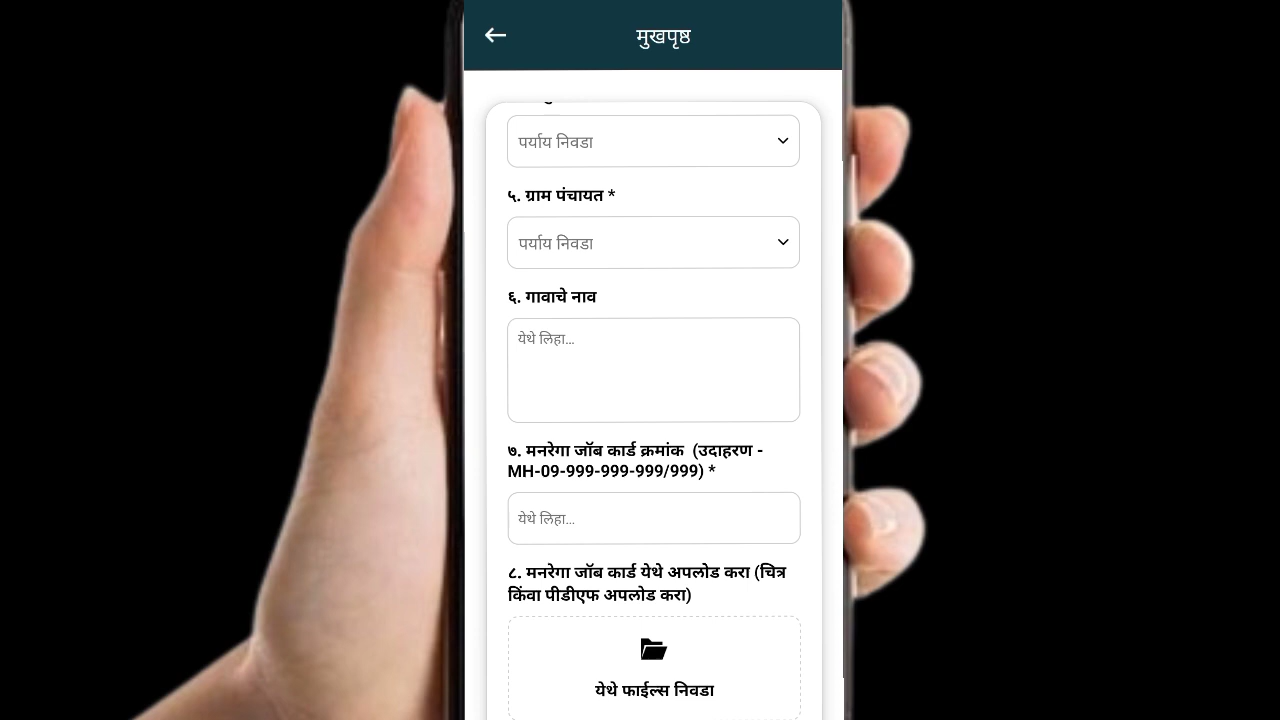 मुखपृष्ठ
पर्याय निवडा
५. ग्राम पंचायत *
पर्याय निवडा
६. गावाचे नाव
येथे लिहा...
७. मनरेगा जॉब कार्ड क्रमांक (उदाहरण -
MH-09-999-999-999/999) *
येथे लिहा...
८. मनरेगा जॉब कार्ड येथे अपलोड करा (चित्र
किंवा पीडीएफ अपलोड करा)
येथे फाईल्स निवडा